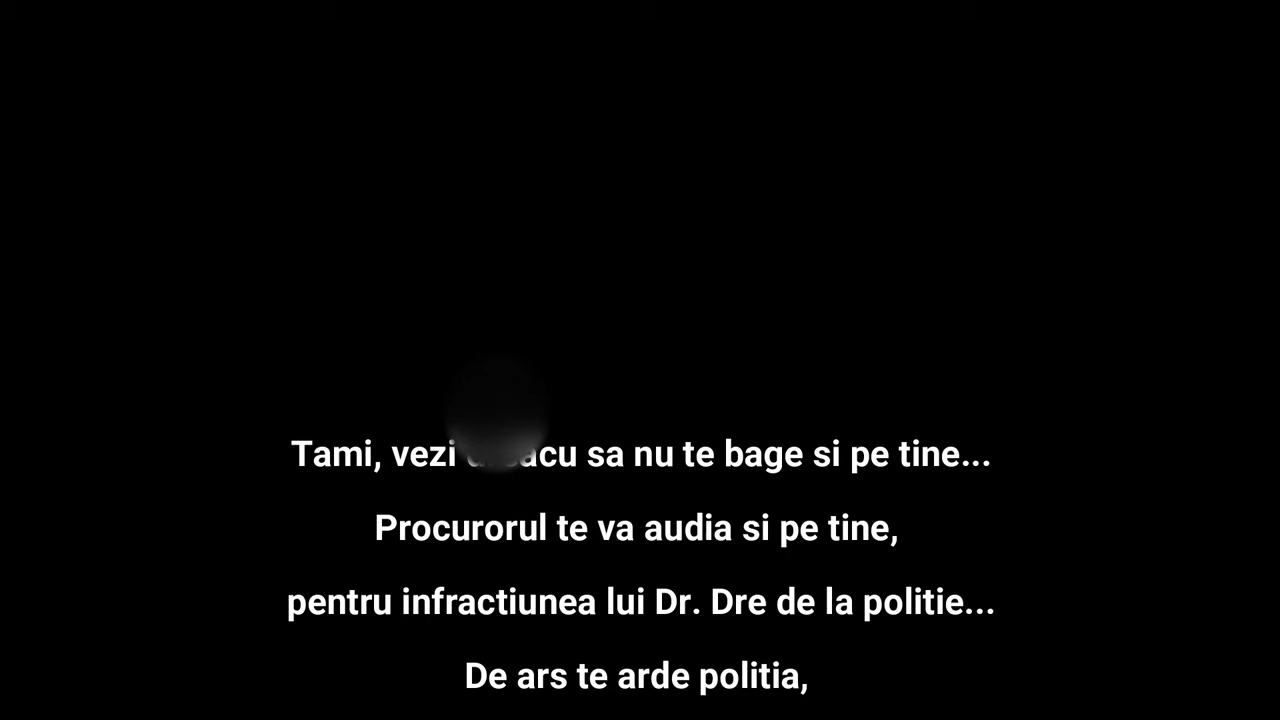 Tami, vezi sa nu te bage si pe tine...
Procurorul te va audia si pe tine,
pentru infractiunea lui Dr. Dre de la politie...
De ars te arde politia,